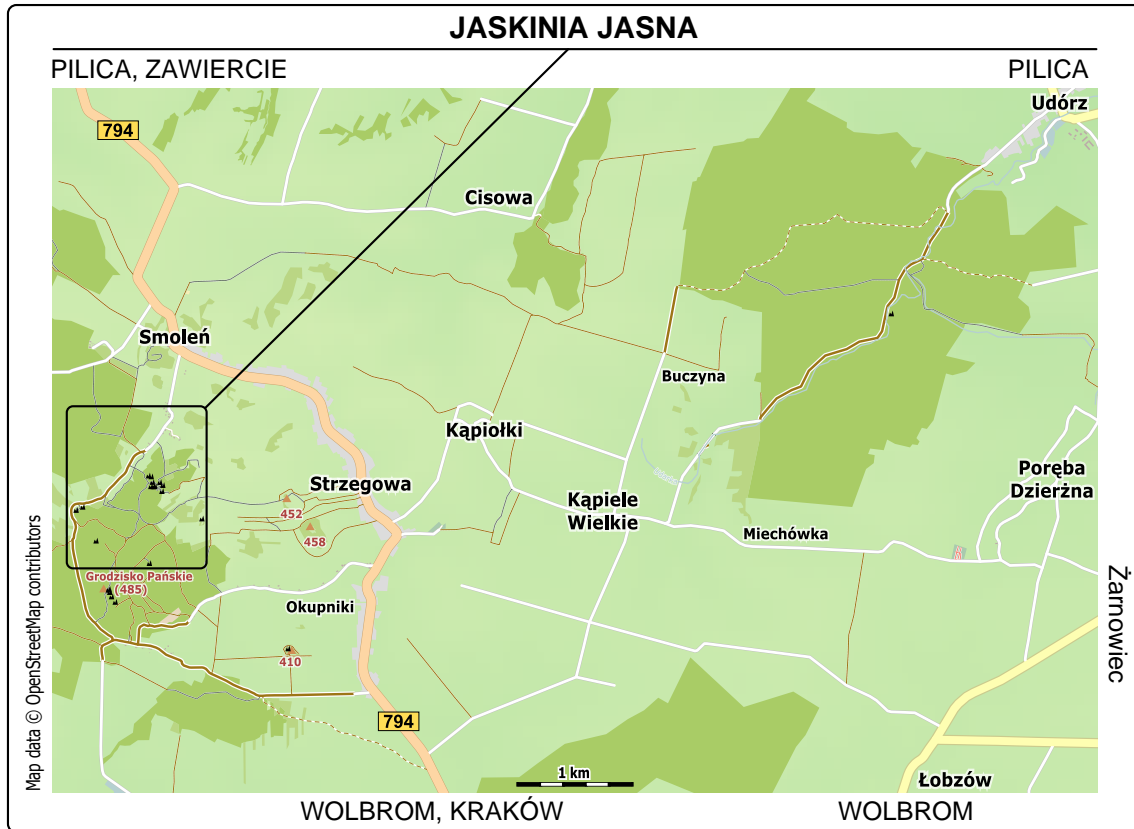 JASKINIA JASNA
PILICA, ZAWIERCIE
PILICA
Udórz
794
Cisowa
Smoleń
Buczyna
Kąpiołki
Poręba
Dzierżna
Strzegowa
452
458
Kąpiele
Wielkie
Miechówka
Grodzisko Pańskie
(485)
Okupniki
410
794
1 km
Łobzów
Żarnowiec
Map data © OpenStreetMap contributors
WOLBROM, KRAKÓW
WOLBROM